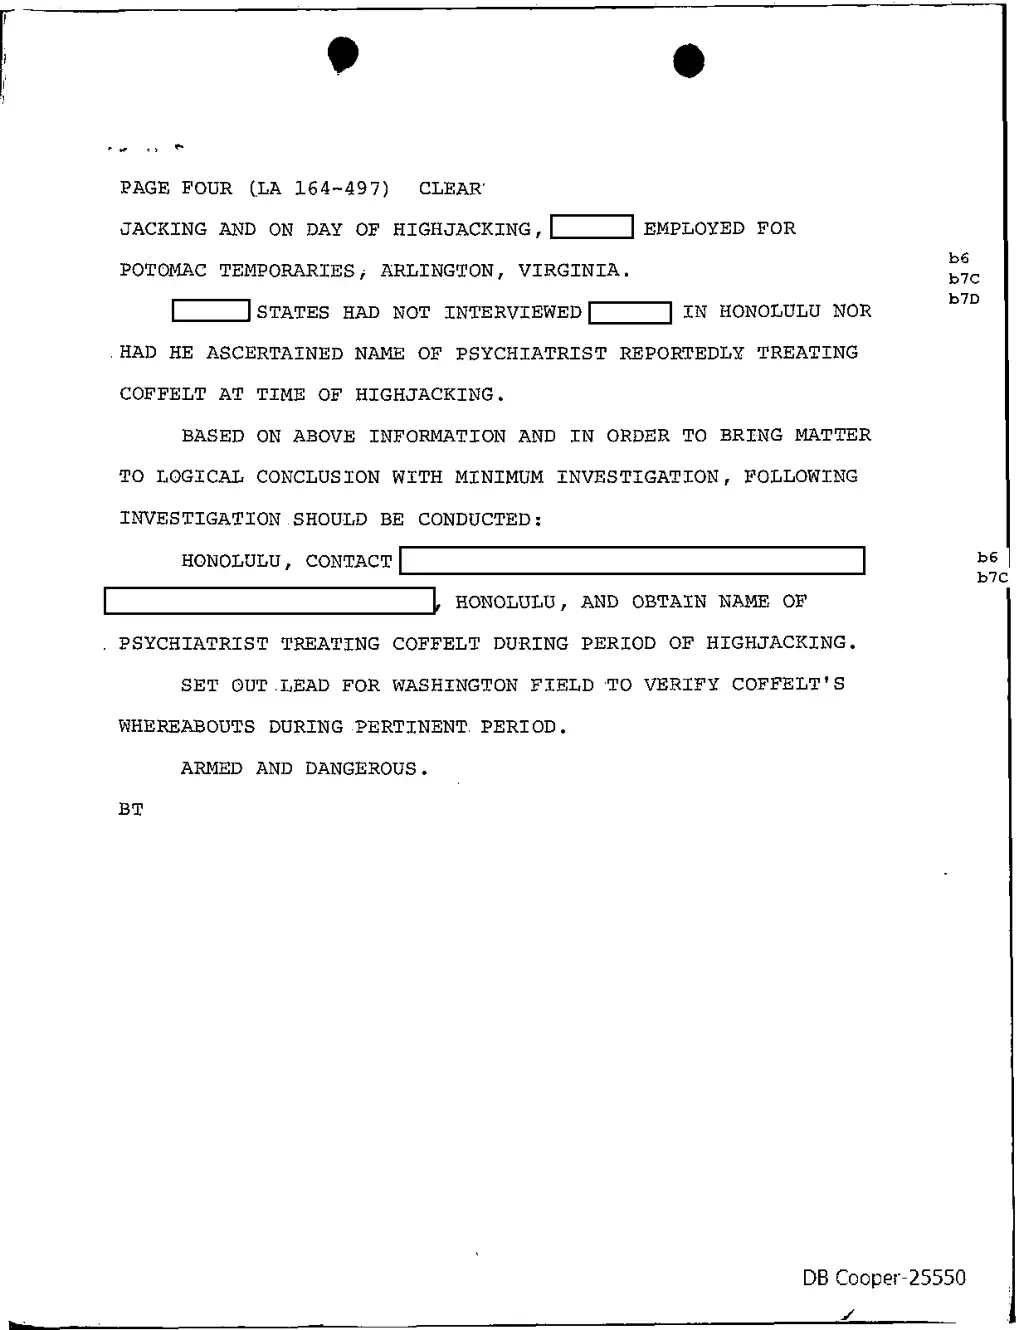 PAGE FOUR (LA 164-497) CLEAR
JACKING AND ON DAY OF HIGHJACKING, EMPLOYED FOR
POTOMAC TEMPORARIES, ARLINGTON, VIRGINIA.
b6
b7C
b7D
STATES HAD NOT INTERVIEWED IN HONOLULU NOR
HAD HE ASCERTAINED NAME OF PSYCHIATRIST REPORTEDLY TREATING
COFFELT AT TIME OF HIGHJACKING.
BASED ON ABOVE INFORMATION AND IN ORDER TO BRING MATTER
TO LOGICAL CONCLUSION WITH MINIMUM INVESTIGATION, FOLLOWING
INVESTIGATION SHOULD BE CONDUCTED:
HONOLULU, CONTACT
b6
b7C
, HONOLULU, AND OBTAIN NAME OF
PSYCHIATRIST TREATING COFFELT DURING PERIOD OF HIGHJACKING.
SET OUT LEAD FOR WASHINGTON FIELD TO VERIFY COFFELT'S
WHEREABOUTS DURING PERTINENT PERIOD.
ARMED AND DANGEROUS.
BT
DB Cooper-25550